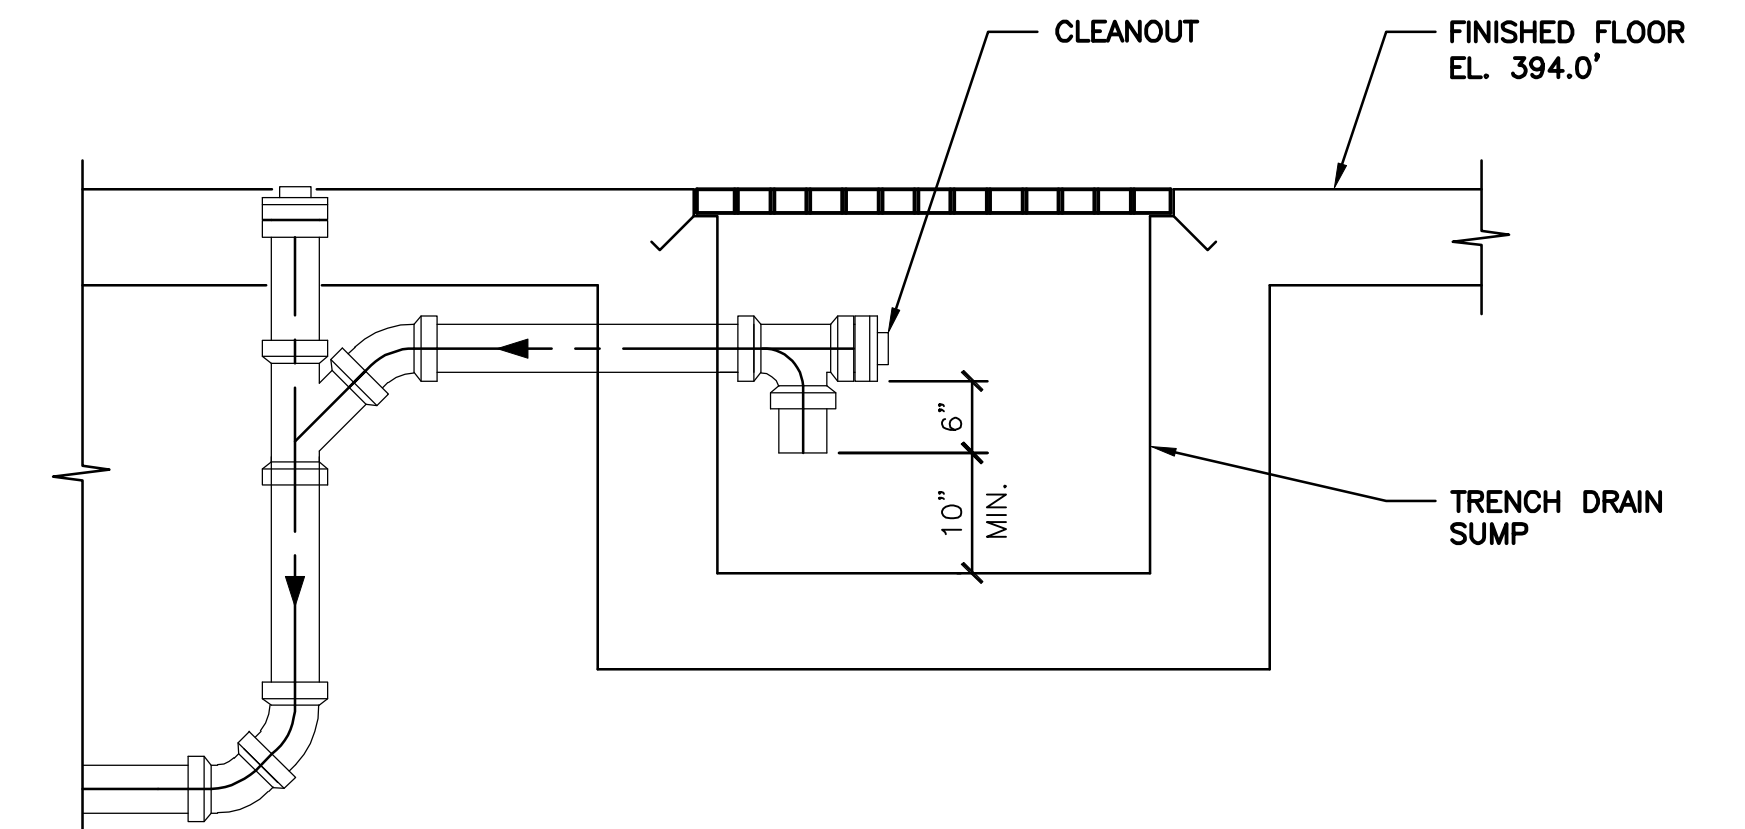 CLEANOUT
FINISHED FLOOR
EL. 394.0'
6"
10"
MIN.
TRENCH DRAIN
SUMP